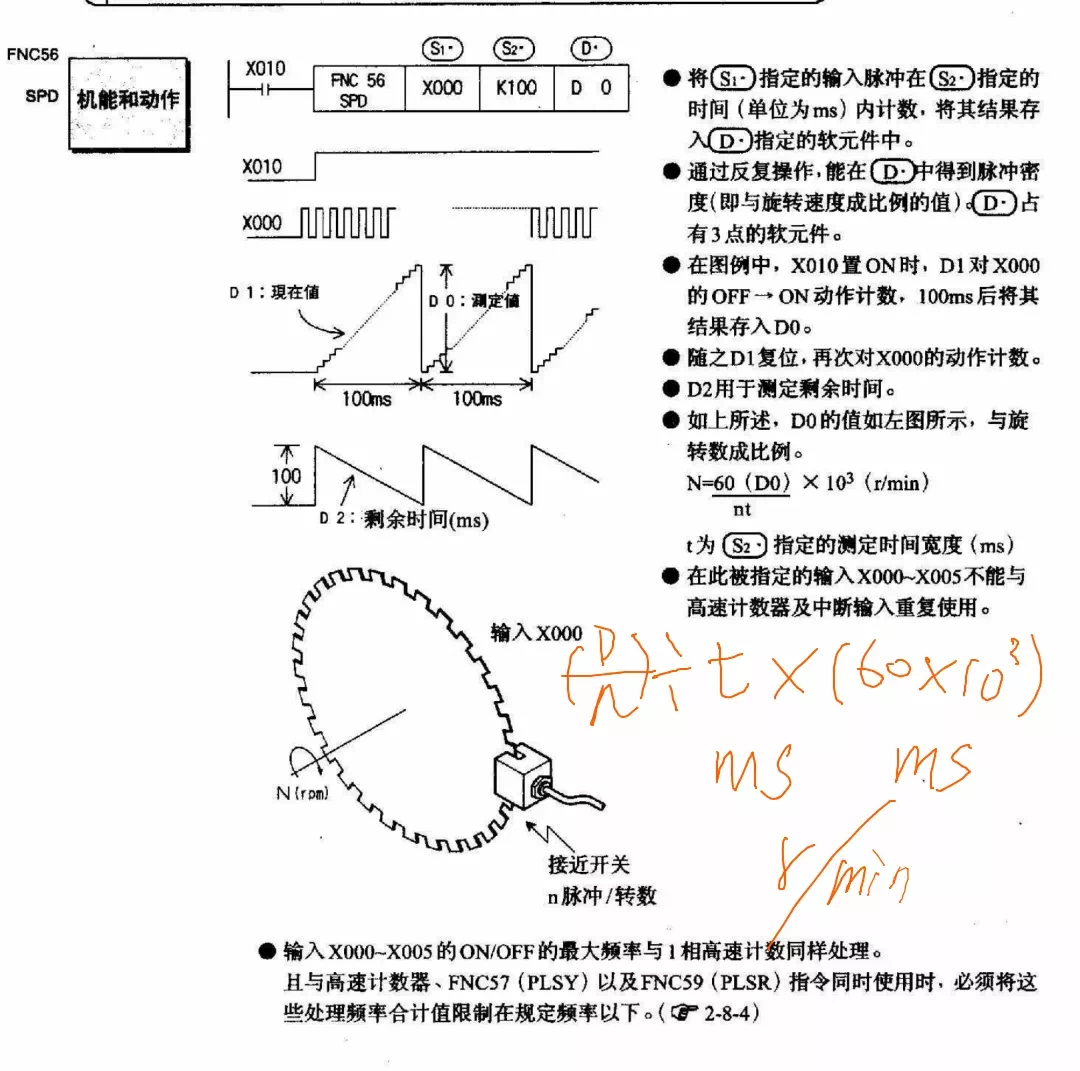 FNC56
SPD
机能和动作
S1· S2· D·
X010 FNC 56 SPD X000 K100 D 0
X010
X000
D 1：現在値
D 0：測定値
100ms 100ms
100
D 2：剩余时间(ms)
●将(S1·)指定的输入脉冲在(S2·)指定的
时间(单位为ms)内计数，将其结果存
入(D·)指定的软元件中。
●通过反复操作，能在(D·)中得到脉冲密
度(即与旋转速度成比例的值)。(D·)占
有3点的软元件。
●在图例中，X010置ON时，D1对X000
的OFF→ON动作计数，100ms后将其
结果存入D0。
●随之D1复位，再次对X000的动作计数。
●D2用于测定剩余时间。
●如上所述，D0的值如左图所示，与旋
转数成比例。
N=60(D0) × 10³ (r/min)
nt
t为(S2·)指定的测定时间宽度(ms)
●在此被指定的输入X000~X005不能与
高速计数器及中断输入重复使用。
输入X000
N(rpm)
接近开关
n脉冲/转数
(D/n)÷t×(60×10³)
ms ms
r/min
●输入X000~X005的ON/OFF的最大频率与1相高速计数同样处理。
且与高速计数器、FNC57(PLSY)以及FNC59(PLSR)指令同时使用时，必须将这
些处理频率合计值限制在规定频率以下。(☞ 2-8-4)